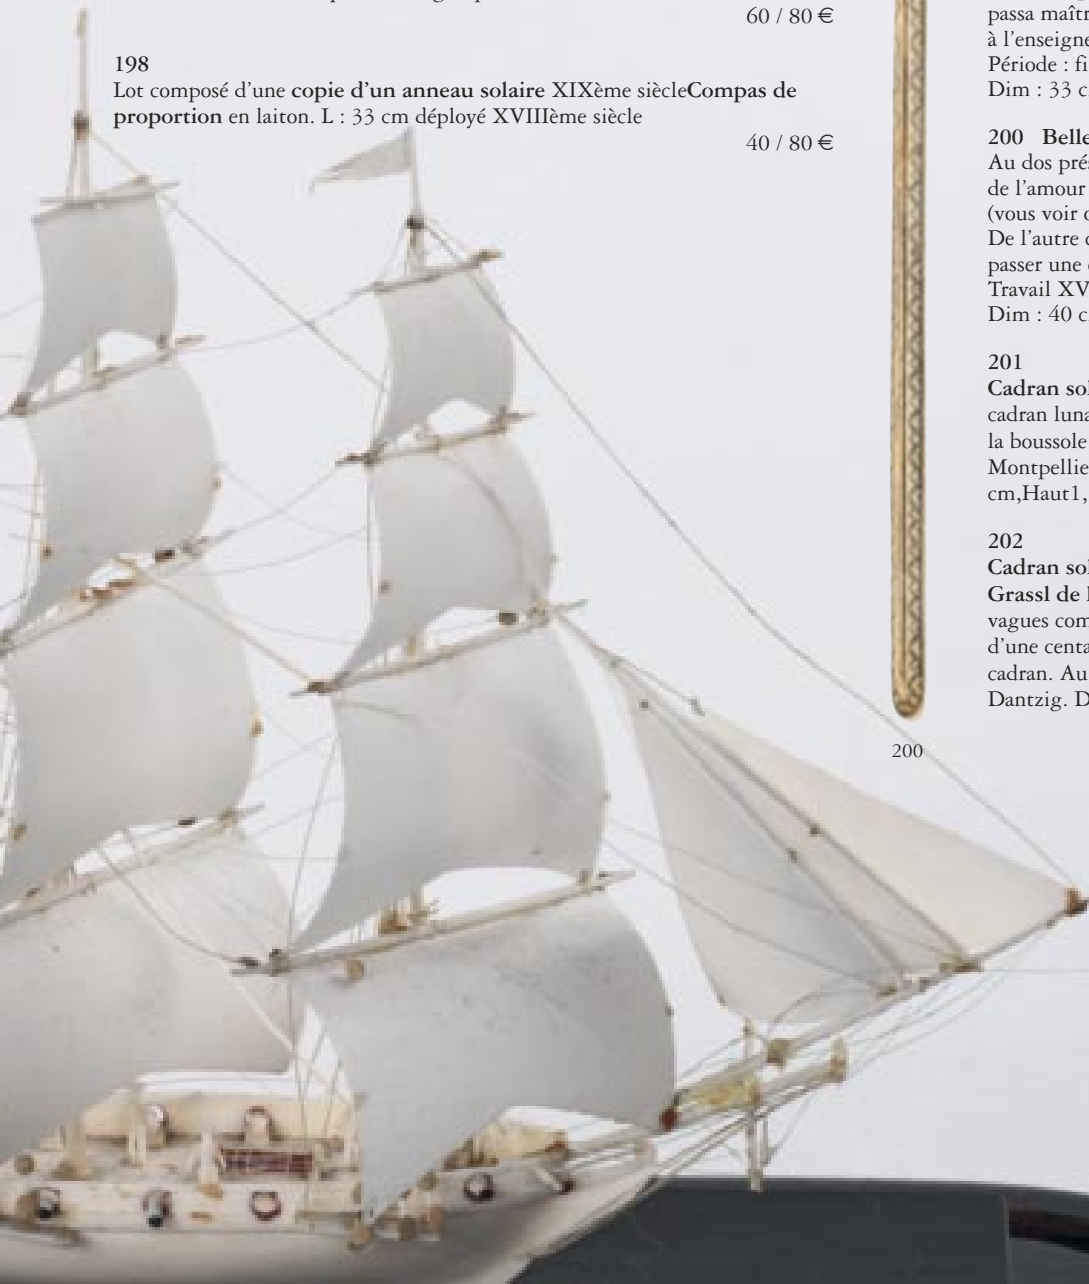 60 / 80 €
198
Lot composé d'une copie d'un anneau solaire XIXème siècleCompas de
proportion en laiton. L : 33 cm déployé XVIIIème siècle
40 / 80 €
200
passa maîtr
à l'enseigne
Période : fi
Dim : 33 c
200 Belle
Au dos prés
de l'amour
(vous voir
De l'autre
passer une
Travail XV
Dim : 40 c
201
Cadran sol
cadran luna
la boussole
Montpellie
cm,Haut1,
202
Cadran sol
Grassl de
vagues com
d'une centa
cadran. Au
Dantzig. D